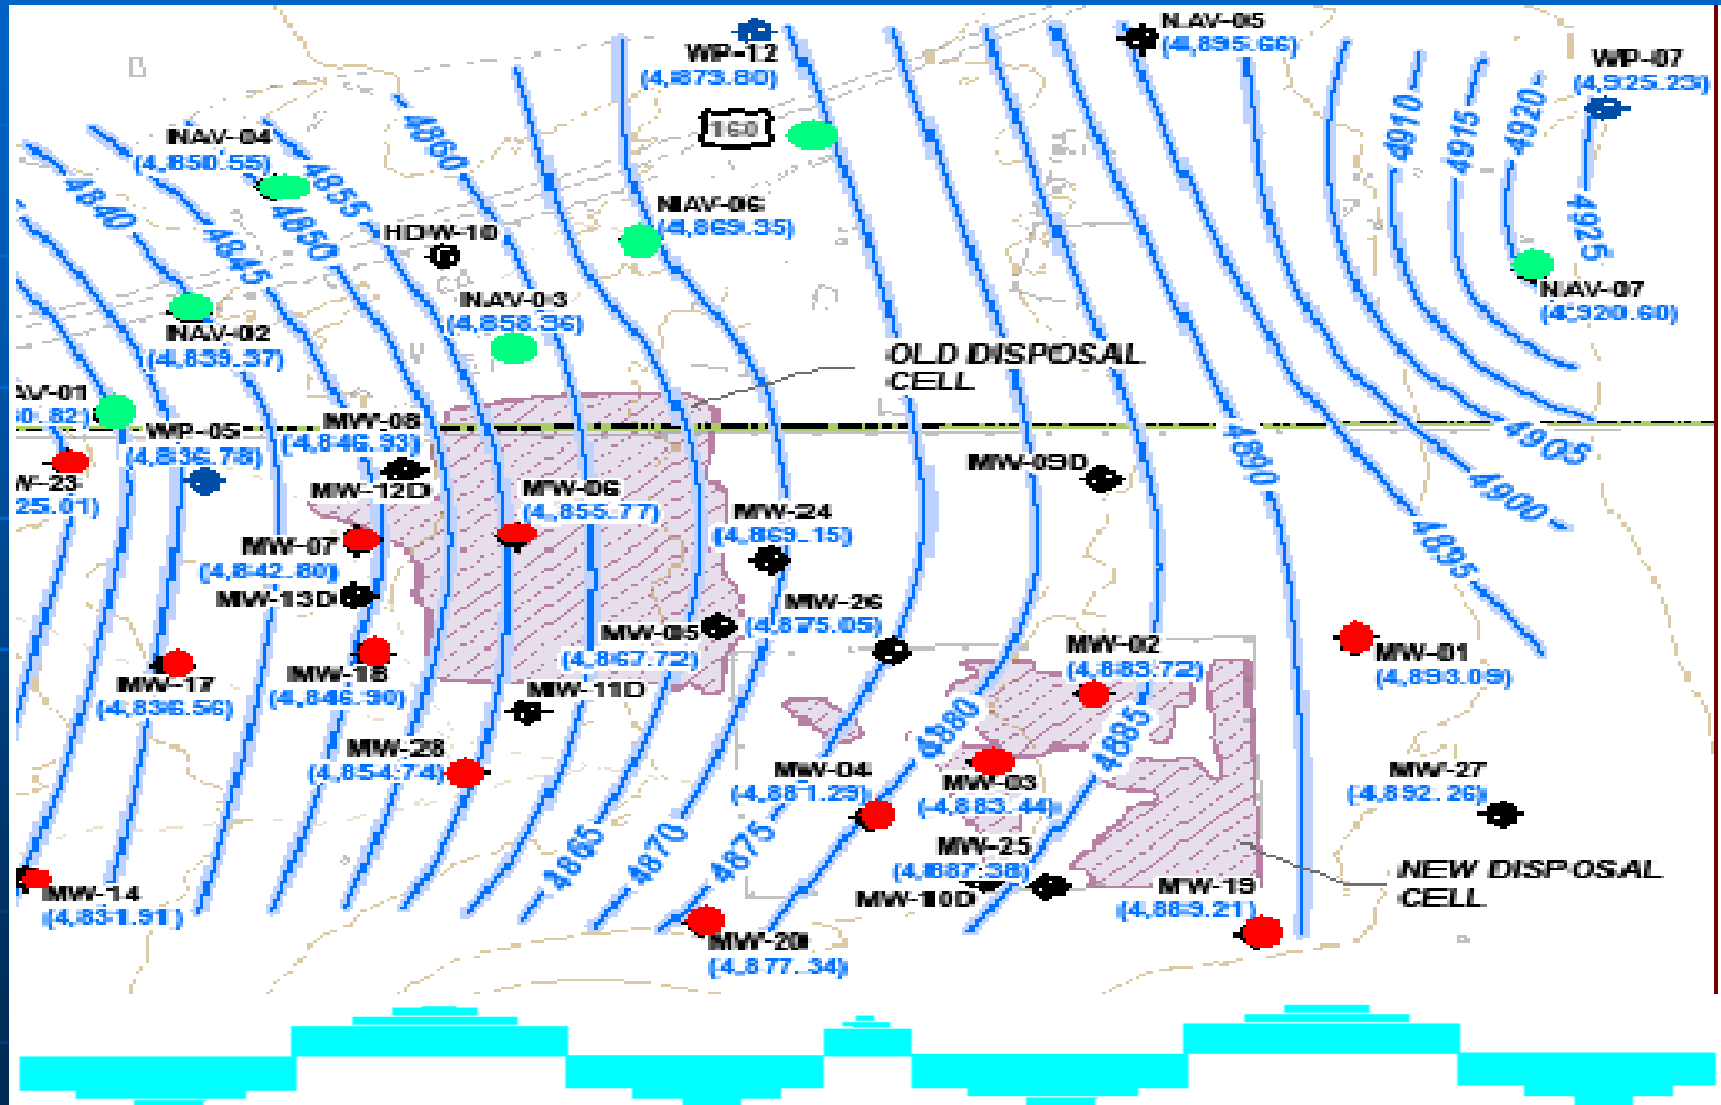 NAV-05
(4,895.66)
WP-12
(4,873.80)
WP-07
(4,925.23)
160
NAV-04
(4,850.55)
4860
4910
4915
4920
4855
4840
4850
4845
NAV-06
(4,869.35)
4925
HDW-10
NAV-07
(4,920.60)
NAV-03
(4,858.36)
NAV-02
(4,839.37)
OLD DISPOSAL
CELL
AV-01
0.82)
WP-05
(4,836.78)
MW-08
(4,846.93)
4890
4905
4900
4895
MW-09D
W-23
25.01)
MW-12D
MW-06
(4,855.77)
MW-24
(4,869.15)
MW-07
(4,842.80)
MW-13D
MW-26
(4,875.05)
MW-05
(4,867.72)
MW-02
(4,883.72)
MW-01
(4,893.09)
MW-17
(4,836.56)
MW-18
(4,846.90)
MW-11D
4880
4885
MW-28
(4,854.74)
MW-04
(4,881.29)
MW-03
(4,883.44)
MW-27
(4,892.26)
4865
4870
4875
MW-25
(4,887.38)
MW-10D
MW-19
(4,889.21)
NEW DISPOSAL
CELL
MW-14
(4,831.91)
MW-20
(4,877.34)